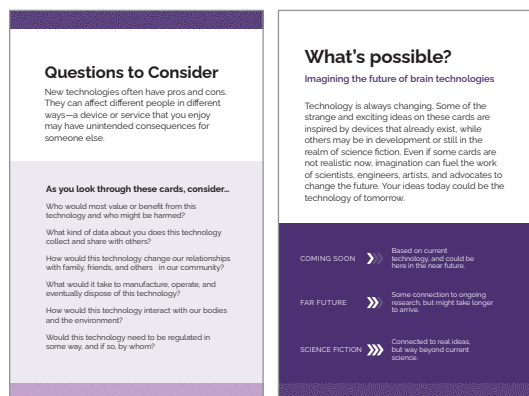 Questions to Consider
New technologies often have pros and cons.
They can affect different people in different
ways—a device or service that you enjoy
may have unintended consequences for
someone else.
As you look through these cards, consider…
Who would most value or benefit from this
technology and who might be harmed?
What kind of data about you does this technology
collect and share with others?
How would this technology change our relationships
with family, friends, and others in our community?
What would it take to manufacture, operate, and
eventually dispose of this technology?
How would this technology interact with our bodies
and the environment?
Would this technology need to be regulated in
some way, and if so, by whom?
What's possible?
Imagining the future of brain technologies
Technology is always changing. Some of the
strange and exciting ideas on these cards are
inspired by devices that already exist, while
others may be in development or still in the
realm of science fiction. Even if some cards are
not realistic now, imagination can fuel the work
of scientists, engineers, artists, and advocates to
change the future. Your ideas today could be the
technology of tomorrow.
COMING SOON
Based on current
technology, and could be
here in the near future.
FAR FUTURE
Some connection to ongoing
research, but might take longer
to arrive.
SCIENCE FICTION
Connected to real ideas,
but way beyond current
science.